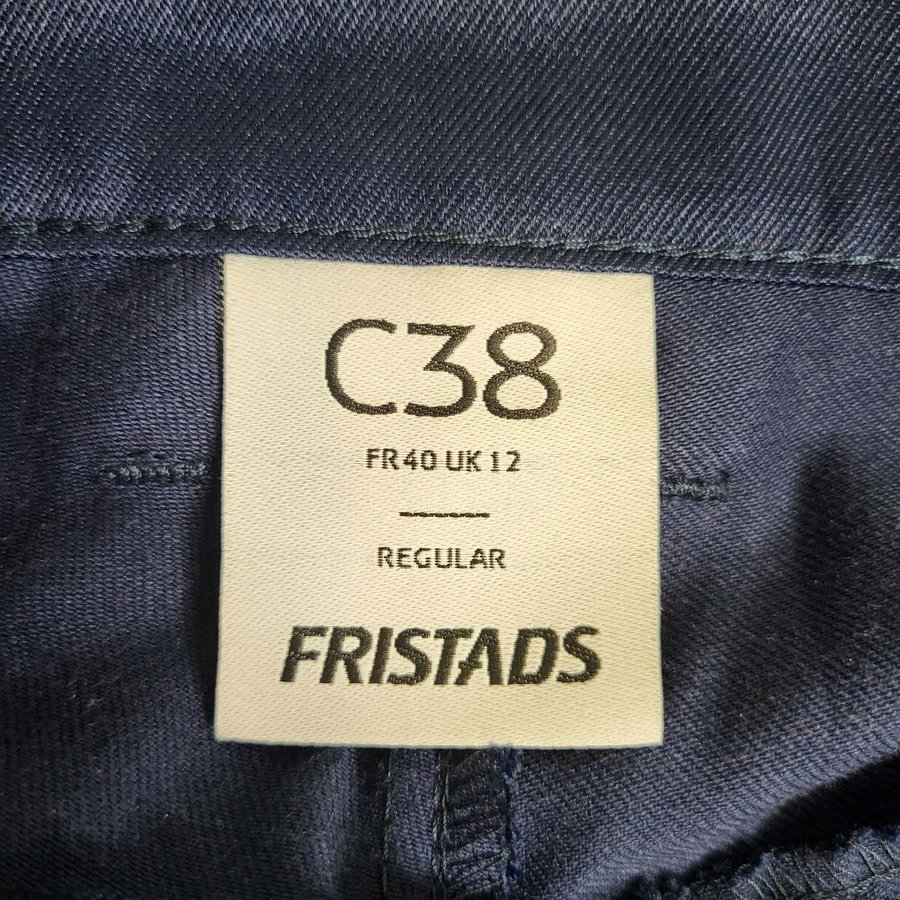 C38
FR 40 UK 12
REGULAR
FRISTADS